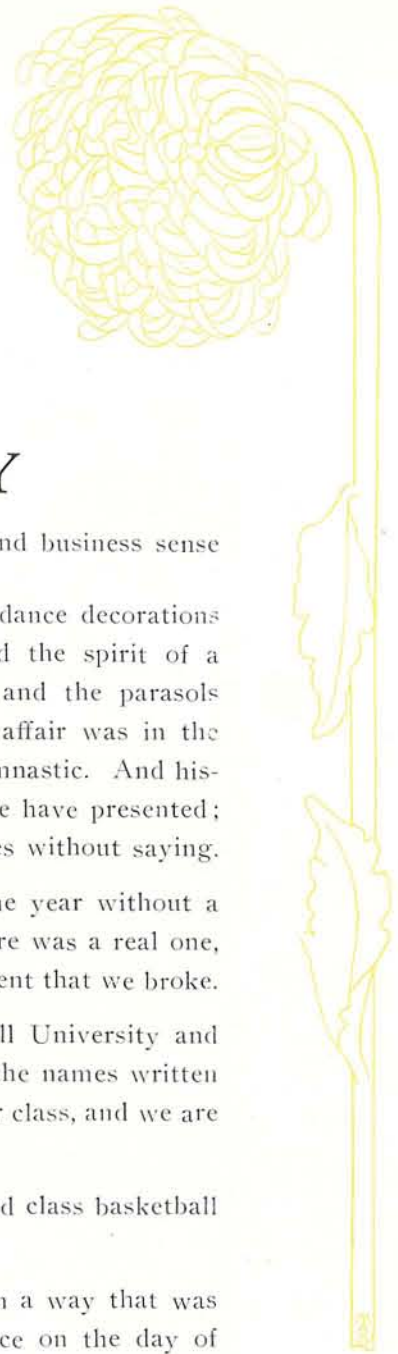 Y
nd business sense
dance decorations
d the spirit of a
and the parasols
affair was in the
nnastic. And his-
e have presented;
es without saying.
ne year without a
re was a real one,
ent that we broke.
ll University and
he names written
r class, and we are
d class basketball
n a way that was
ce on the day of